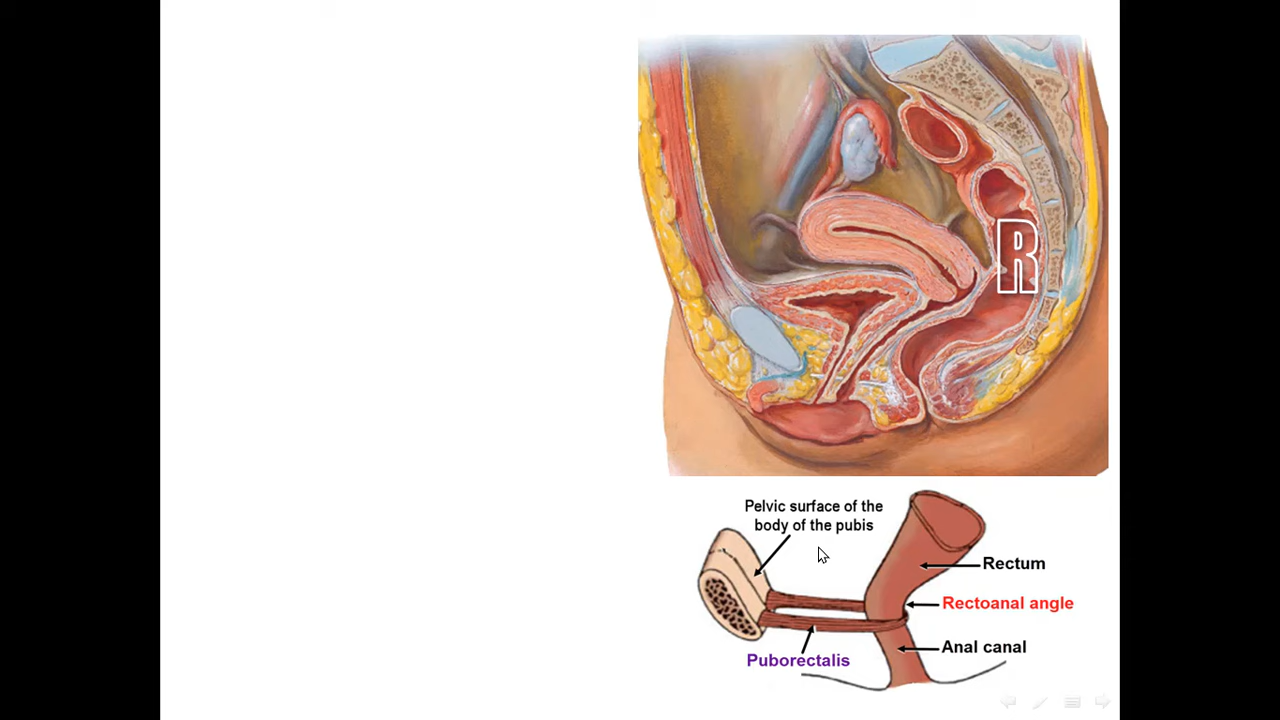 R
Pelvic surface of the
body of the pubis
Rectum
Rectoanal angle
Anal canal
Puborectalis